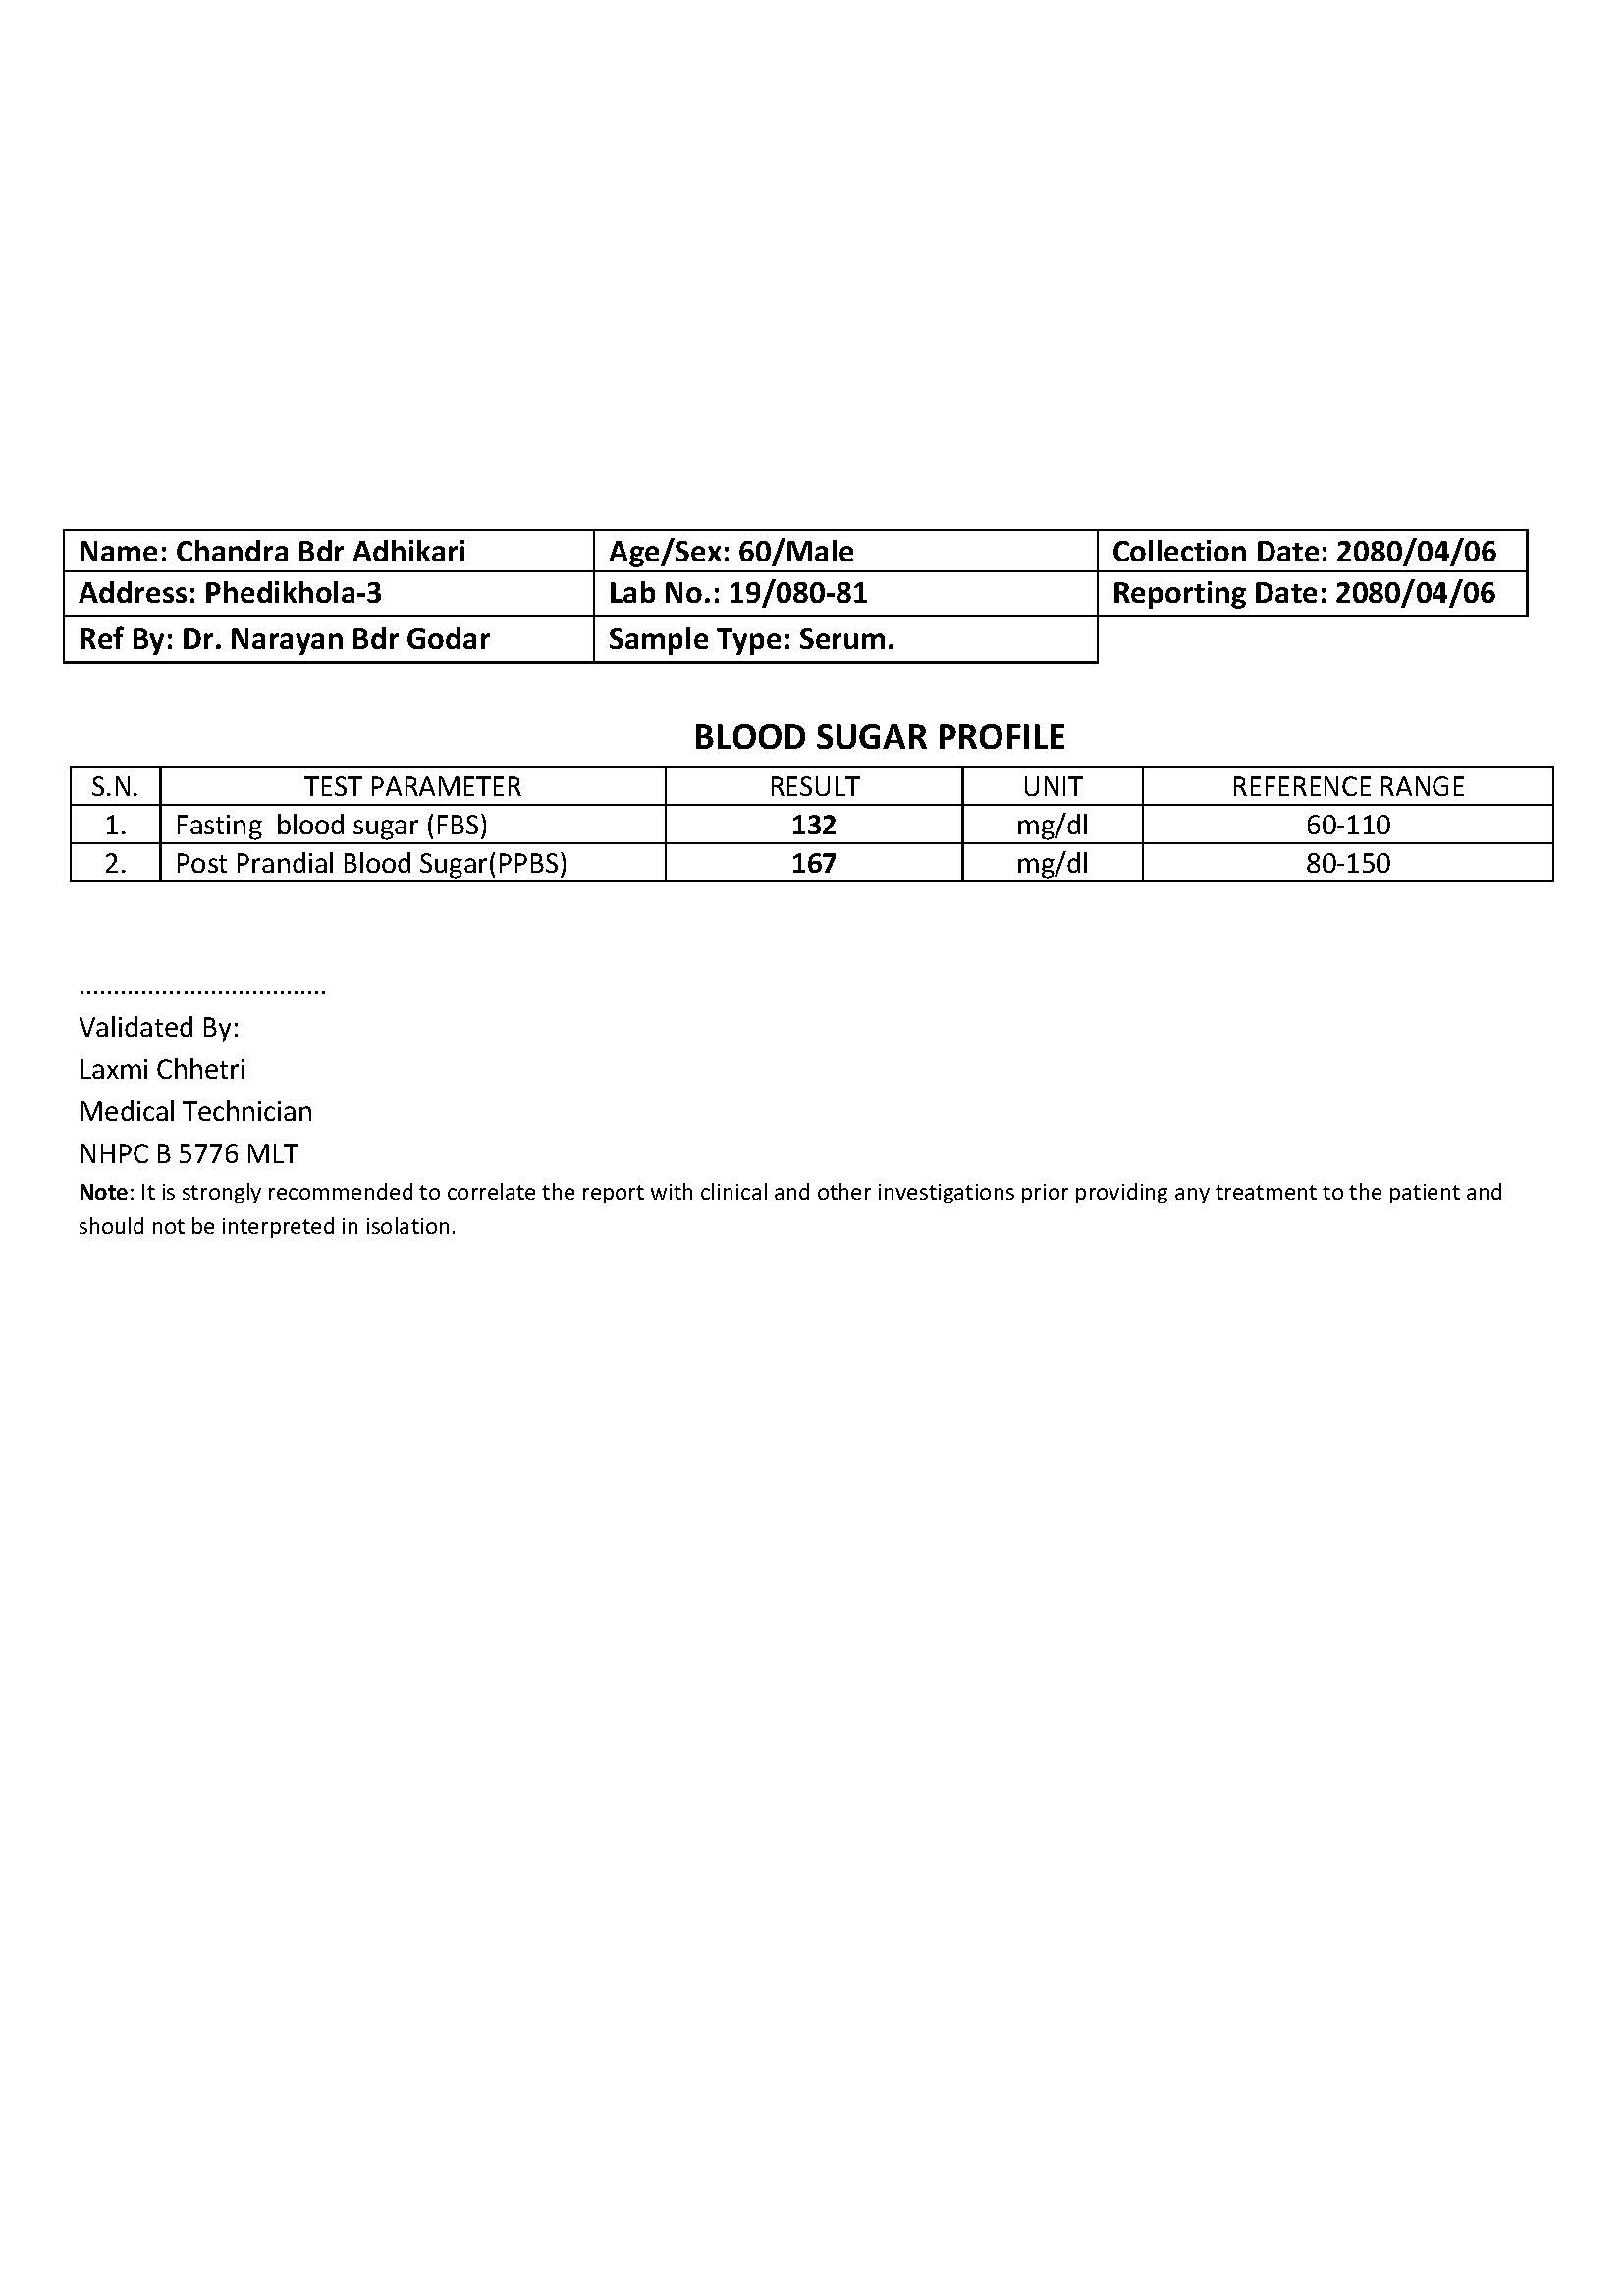 Name: Chandra Bdr Adhikari Age/Sex: 60/Male Collection Date: 2080/04/06
Address: Phedikhola-3 Lab No.: 19/080-81 Reporting Date: 2080/04/06
Ref By: Dr. Narayan Bdr Godar Sample Type: Serum.
BLOOD SUGAR PROFILE
S.N. TEST PARAMETER RESULT UNIT REFERENCE RANGE
1. Fasting blood sugar (FBS) 132 mg/dl 60-110
2. Post Prandial Blood Sugar(PPBS) 167 mg/dl 80-150
....................................
Validated By:
Laxmi Chhetri
Medical Technician
NHPC B 5776 MLT
Note: It is strongly recommended to correlate the report with clinical and other investigations prior providing any treatment to the patient and
should not be interpreted in isolation.